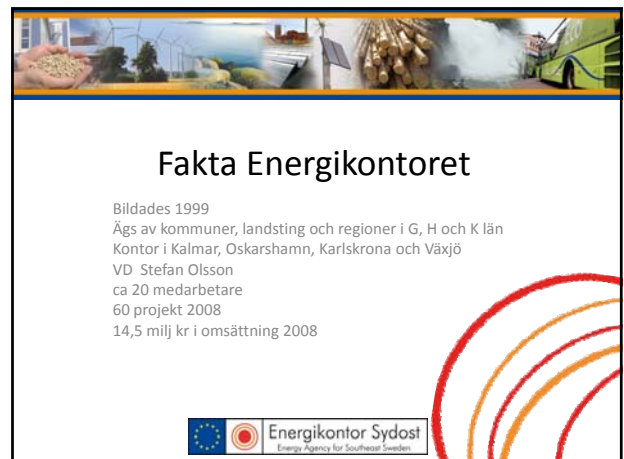 Fakta Energikontoret
Bildades 1999
Ägs av kommuner, landsting och regioner i G, H och K län
Kontor i Kalmar, Oskarshamn, Karlskrona och Växjö
VD Stefan Olsson
ca 20 medarbetare
60 projekt 2008
14,5 milj kr i omsättning 2008
Energikontor Sydost
Energy Agency for Southeast Sweden